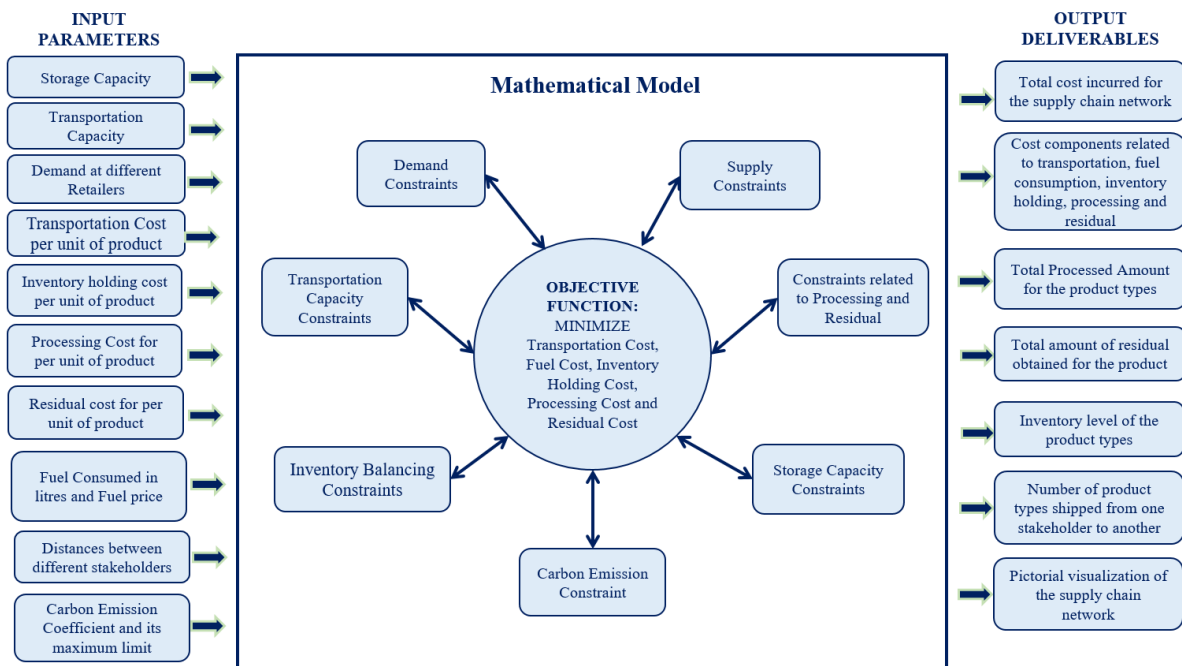 INPUT
PARAMETERS
Storage Capacity
Transportation
Capacity
Demand at different
Retailers
Transportation Cost
per unit of product
Inventory holding cost
per unit of product
Processing Cost for
per unit of product
Residual cost for per
unit of product
Fuel Consumed in
litres and Fuel price
Distances between
different stakeholders
Carbon Emission
Coefficient and its
maximum limit
Mathematical Model
Demand
Constraints
Supply
Constraints
Transportation
Capacity
Constraints
OBJECTIVE
FUNCTION:
MINIMIZE
Transportation Cost,
Fuel Cost, Inventory
Holding Cost,
Processing Cost and
Residual Cost
Constraints related
to Processing and
Residual
Inventory Balancing
Constraints
Storage Capacity
Constraints
Carbon Emission
Constraint
OUTPUT
DELIVERABLES
Total cost incurred for
the supply chain network
Cost components related
to transportation, fuel
consumption, inventory
holding, processing and
residual
Total Processed Amount
for the product types
Total amount of residual
obtained for the product
Inventory level of the
product types
Number of product
types shipped from one
stakeholder to another
Pictorial visualization of
the supply chain
network